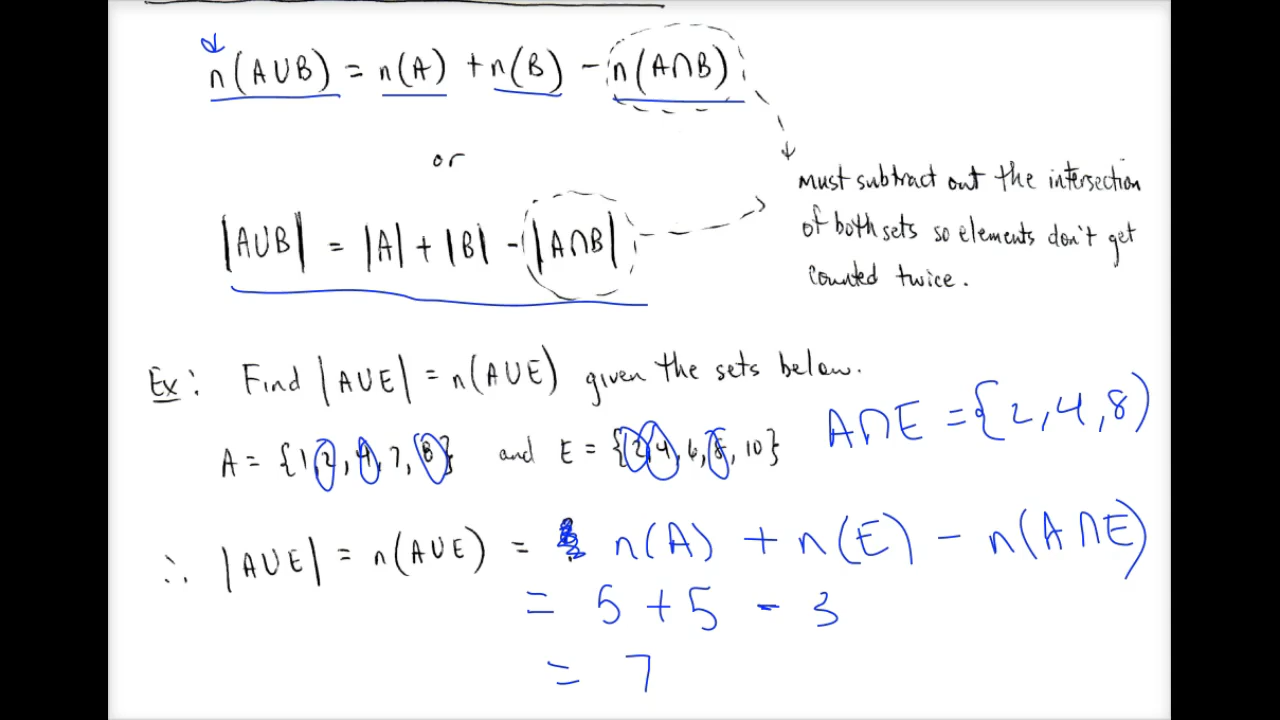 n(A∪B) = n(A) + n(B) - n(A∩B)
or
|A∪B| = |A| + |B| - |A∩B|
must subtract out the intersection
of both sets so elements don't get
counted twice.
Ex: Find |A∪E| = n(A∪E) given the sets below.
A = {1, 2, 4, 7, 8} and E = {2, 4, 6, 8, 10}
A∩E = {2, 4, 8}
∴ |A∪E| = n(A∪E) = n(A) + n(E) - n(A∩E)
= 5 + 5 - 3
= 7